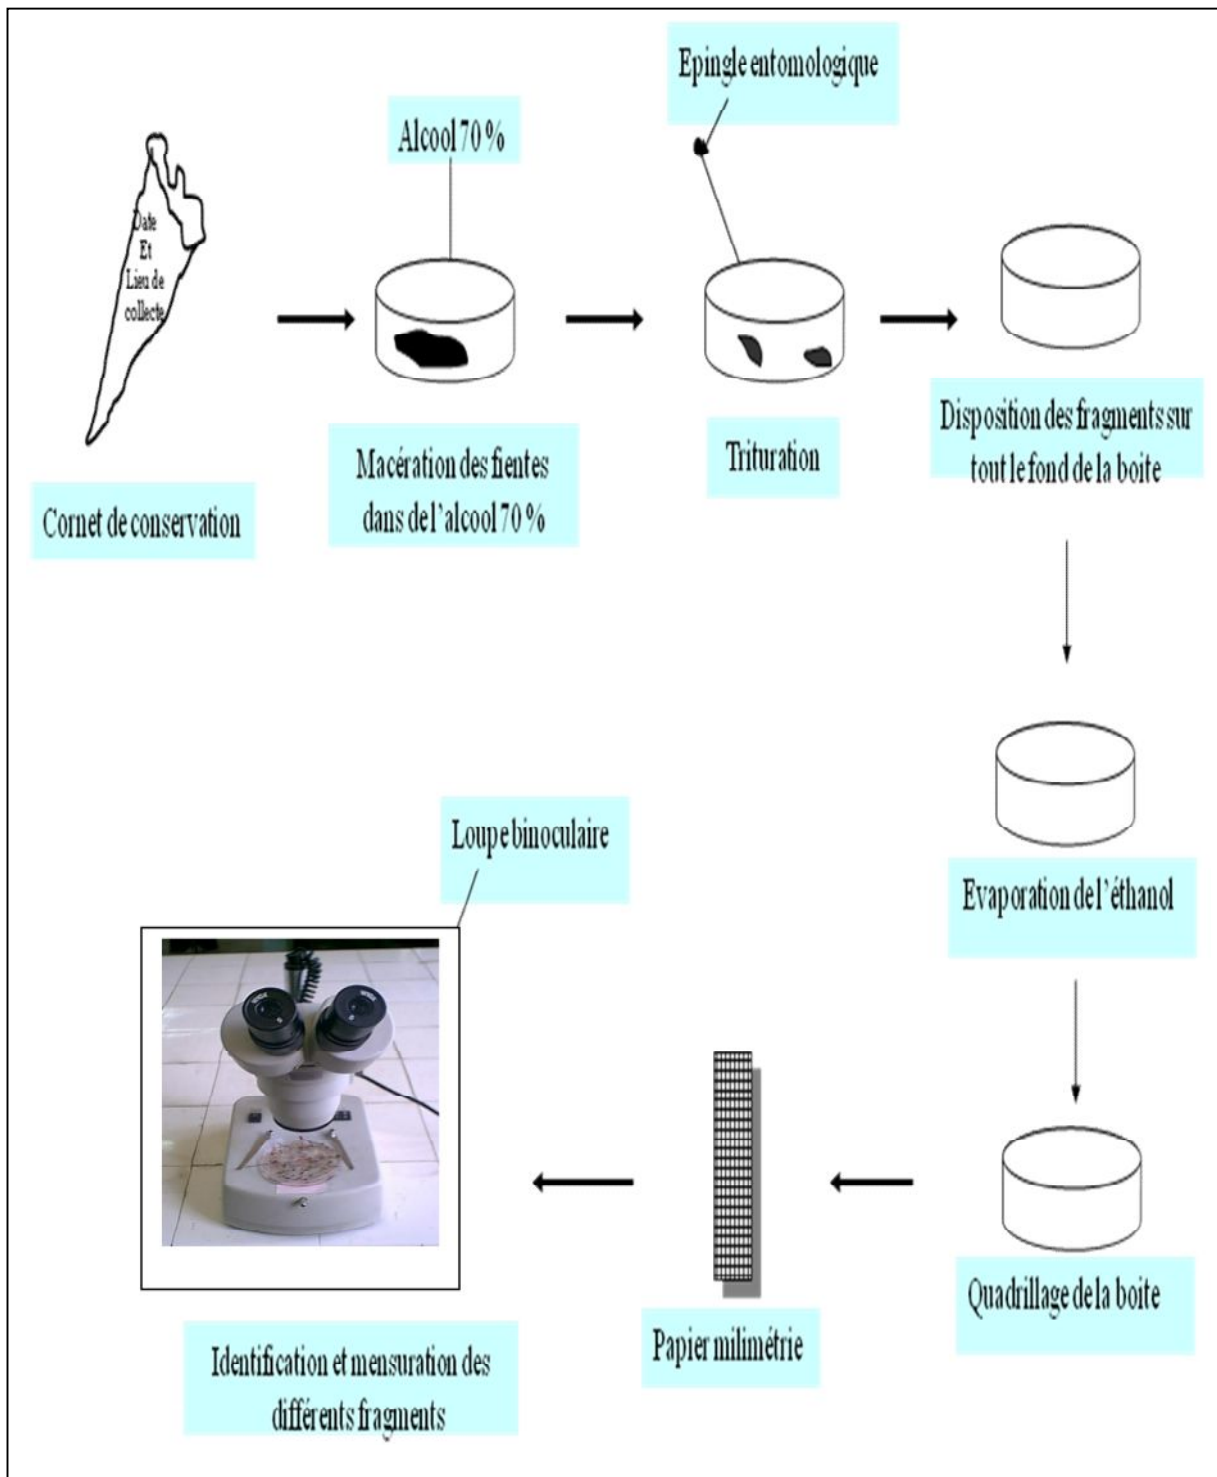 Epingle entomologique
Alcool 70 %
Date
Et
Lieu de
collecte
Cornet de conservation
Macération des fientes
dans de l'alcool 70 %
Trituration
Disposition des fragments sur
tout le fond de la boite
Evaporation de l'éthanol
Quadrillage de la boite
Papier milimétrie
Loupe binoculaire
Identification et mensuration des
différents fragments